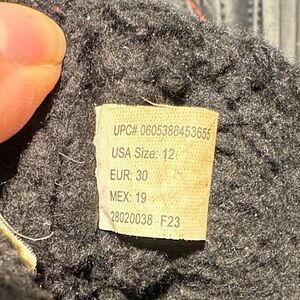 UPC# 0605388453655
USA Size: 12
EUR: 30
MEX: 19
28020038 F23